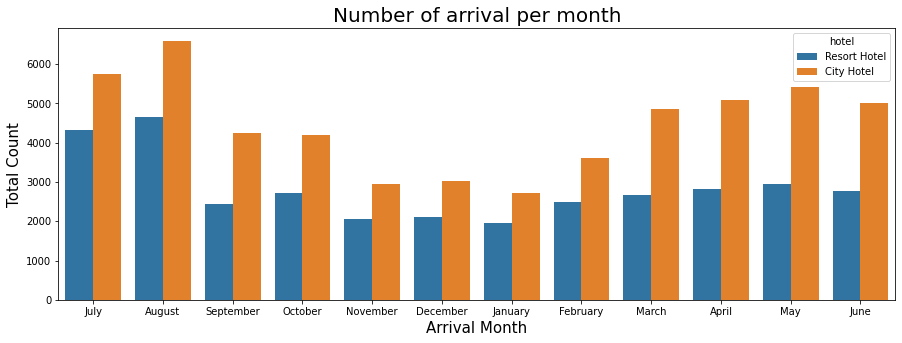 Number of arrival per month
hotel
Resort Hotel
City Hotel
Total Count
6000
5000
4000
3000
2000
1000
0
July August September October November December January February March April May June
Arrival Month